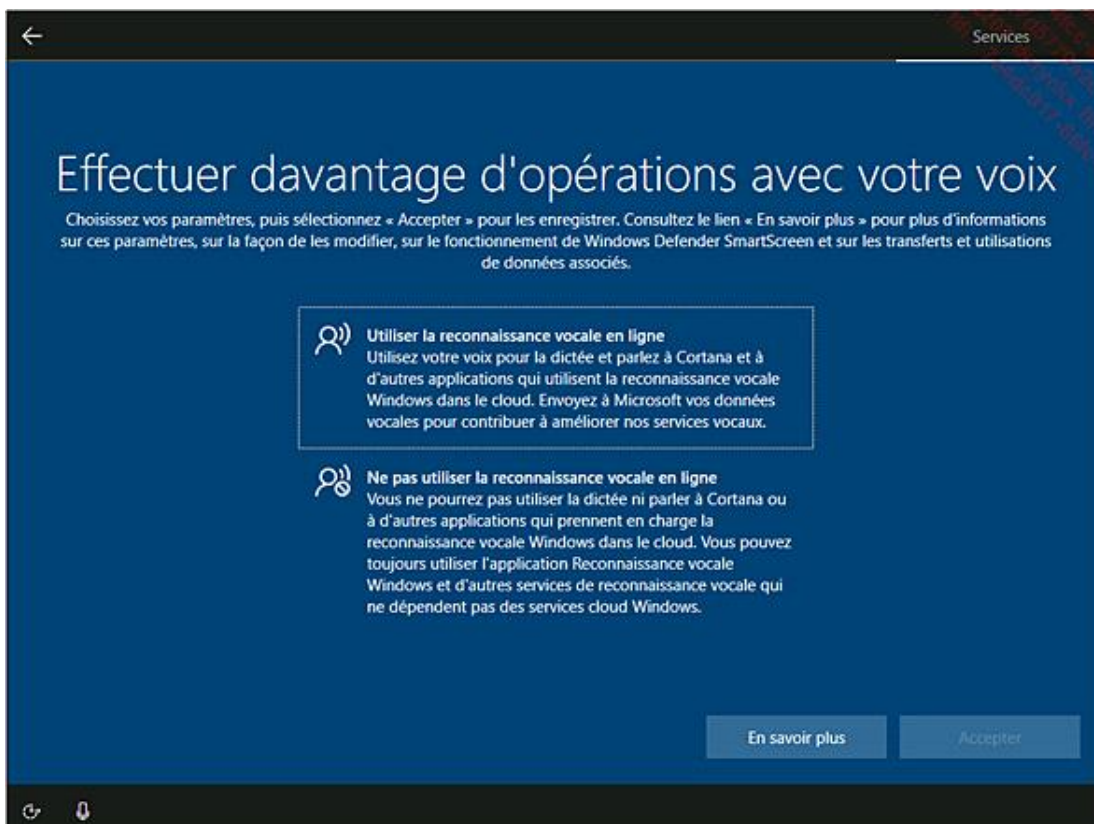 Services
Effectuer davantage d'opérations avec votre voix
Choisissez vos paramètres, puis sélectionnez « Accepter » pour les enregistrer. Consultez le lien « En savoir plus » pour plus d'informations
sur ces paramètres, sur la façon de les modifier, sur le fonctionnement de Windows Defender SmartScreen et sur les transferts et utilisations
de données associés.
Utiliser la reconnaissance vocale en ligne
Utilisez votre voix pour la dictée et parlez à Cortana et à
d'autres applications qui utilisent la reconnaissance vocale
Windows dans le cloud. Envoyez à Microsoft vos données
vocales pour contribuer à améliorer nos services vocaux.
Ne pas utiliser la reconnaissance vocale en ligne
Vous ne pourrez pas utiliser la dictée ni parler à Cortana ou
à d'autres applications qui prennent en charge la
reconnaissance vocale Windows dans le cloud. Vous pouvez
toujours utiliser l'application Reconnaissance vocale
Windows et d'autres services de reconnaissance vocale qui
ne dépendent pas des services cloud Windows.
En savoir plus
Accepter